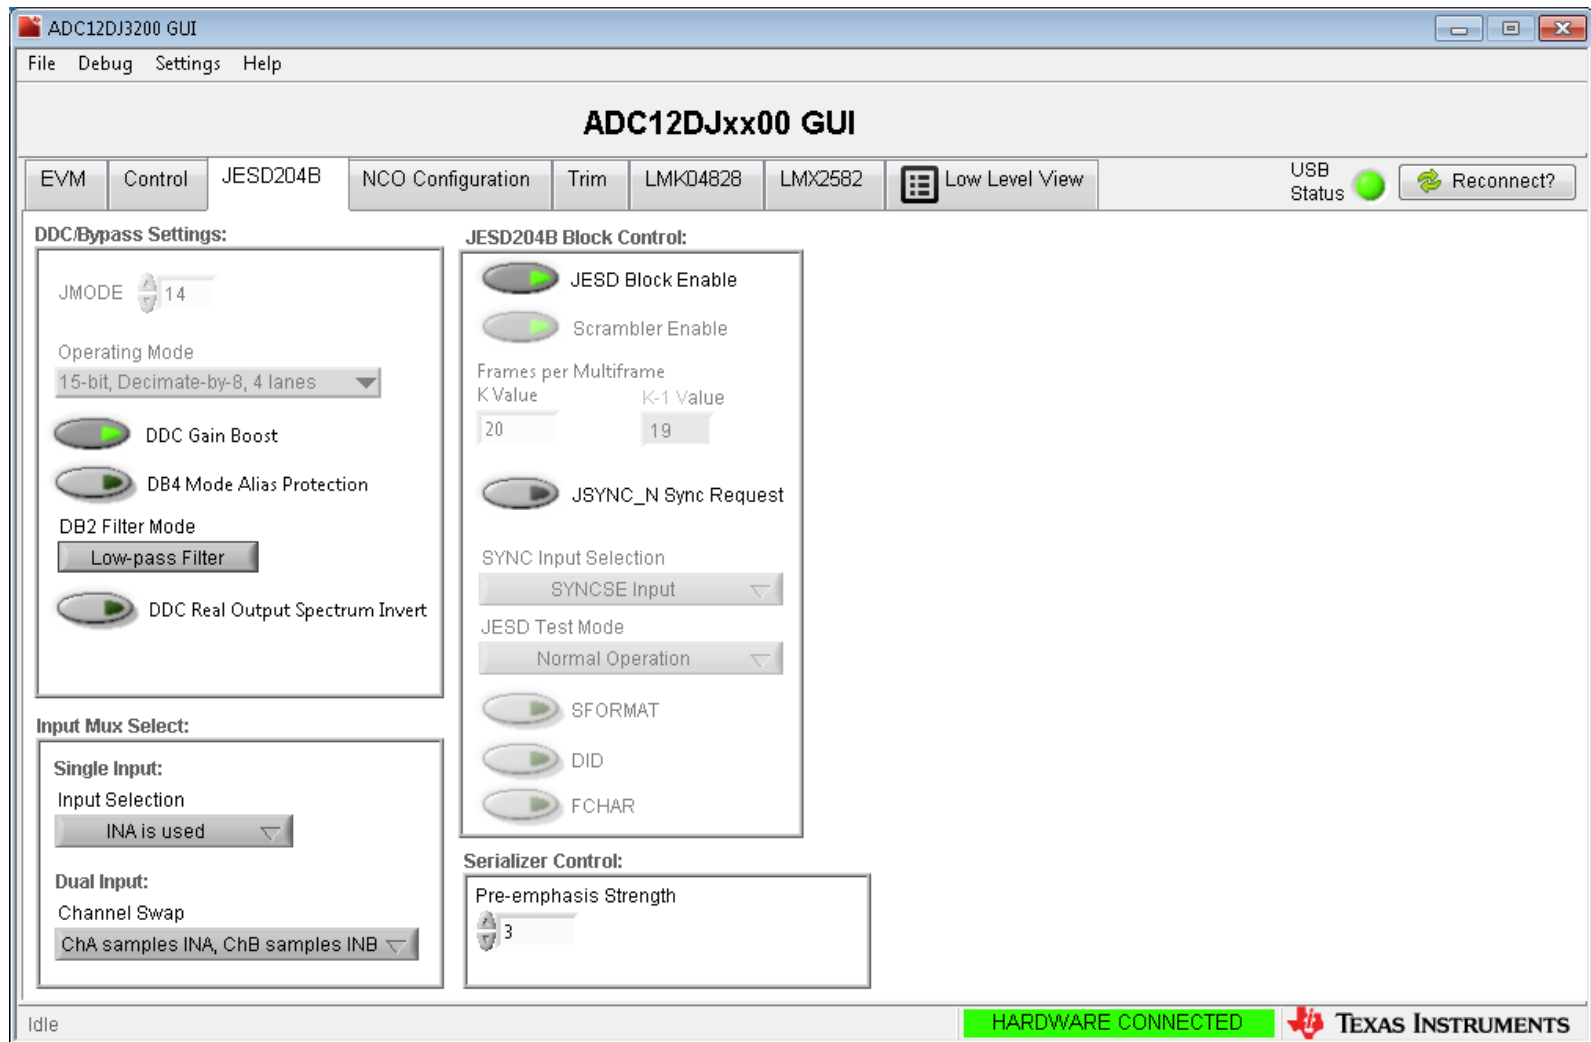 ADC12DJ3200 GUI
File Debug Settings Help
ADC12DJxx00 GUI
EVM Control JESD204B NCO Configuration Trim LMK04828 LMX2582 Low Level View
USB Status Reconnect?
DDC/Bypass Settings:
JMODE 14
Operating Mode
15-bit, Decimate-by-8, 4 lanes
DDC Gain Boost
DB4 Mode Alias Protection
DB2 Filter Mode
Low-pass Filter
DDC Real Output Spectrum Invert
Input Mux Select:
Single Input:
Input Selection
INA is used
Dual Input:
Channel Swap
ChA samples INA, ChB samples INB
JESD204B Block Control:
JESD Block Enable
Scrambler Enable
Frames per Multiframe
K Value K-1 Value
20 19
JSYNC_N Sync Request
SYNC Input Selection
SYNCSE Input
JESD Test Mode
Normal Operation
SFORMAT
DID
FCHAR
Serializer Control:
Pre-emphasis Strength
3
Idle
HARDWARE CONNECTED
TEXAS INSTRUMENTS